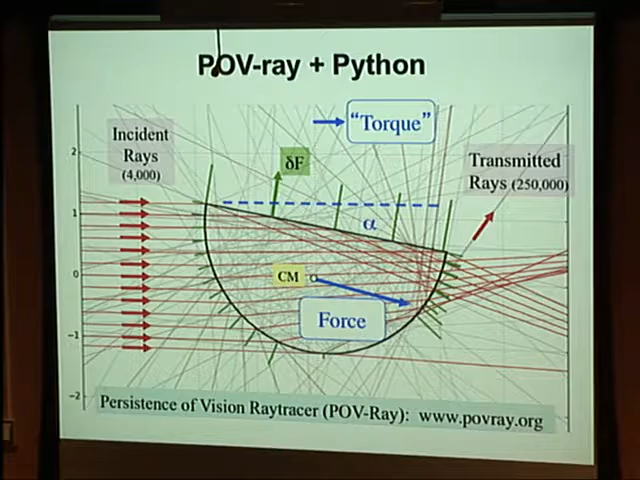 POV-ray + Python
"Torque"
Incident
Rays
(4,000)
δF
Transmitted
Rays (250,000)
2
1
α
0
CM
Force
−1
−2
Persistence of Vision Raytracer (POV-Ray): www.povray.org